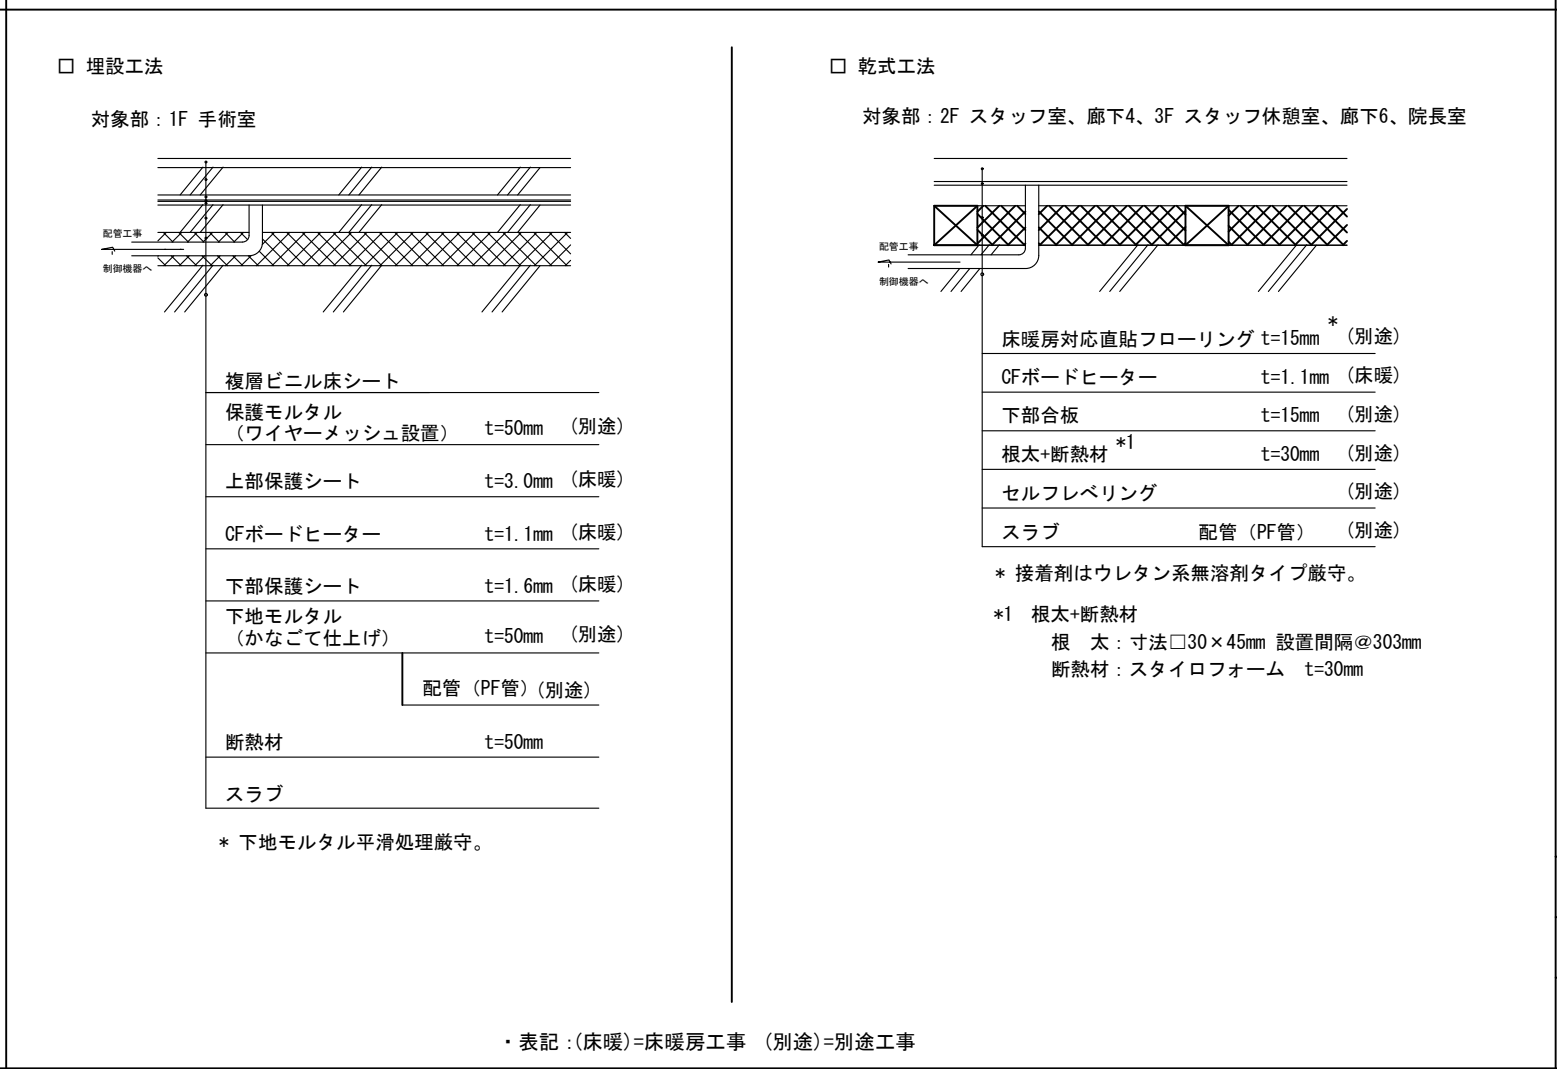 □ 埋設工法
対象部：1F 手術室
配管工事
制御機器へ
複層ビニル床シート
保護モルタル
（ワイヤーメッシュ設置） t=50mm （別途）
上部保護シート t=3.0mm （床暖）
CFボードヒーター t=1.1mm （床暖）
下部保護シート t=1.6mm （床暖）
下地モルタル
（かなごて仕上げ） t=50mm （別途）
配管（PF管）（別途）
断熱材 t=50mm
スラブ
* 下地モルタル平滑処理厳守。
□ 乾式工法
対象部：2F スタッフ室、廊下4、3F スタッフ休憩室、廊下6、院長室
配管工事
制御機器へ
床暖房対応直貼フローリング t=15mm * （別途）
CFボードヒーター t=1.1mm （床暖）
下部合板 t=15mm （別途）
根太+断熱材 *1 t=30mm （別途）
セルフレベリング （別途）
スラブ 配管（PF管） （別途）
* 接着剤はウレタン系無溶剤タイプ厳守。
*1 根太+断熱材
根　太：寸法□30×45mm 設置間隔@303mm
断熱材：スタイロフォーム t=30mm
・表記：(床暖)=床暖房工事 （別途)=別途工事